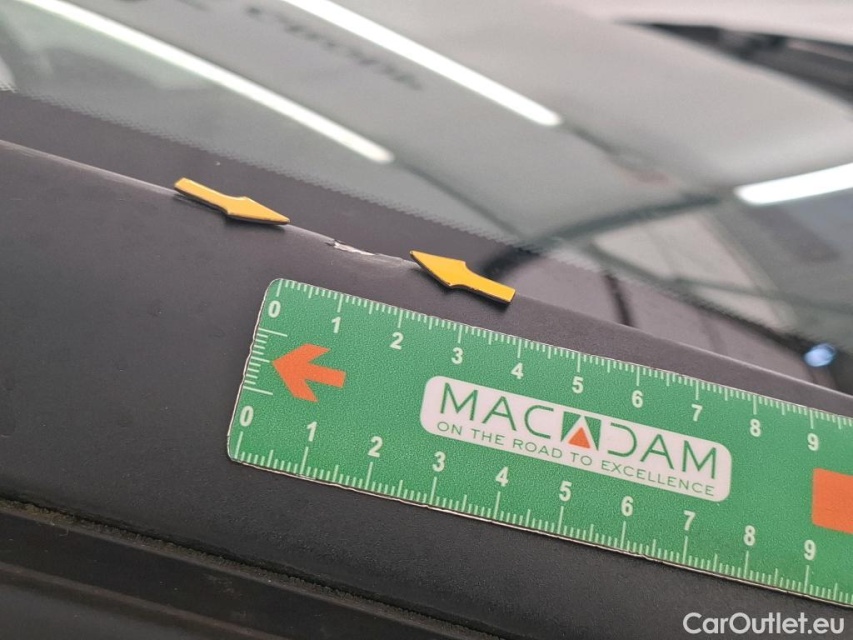 0 1 2 3 4 5 6 7 8 9
MACADAM
ON THE ROAD TO EXCELLENCE
0 1 2 3 4 5 6 7 8 9
CarOutlet.eu